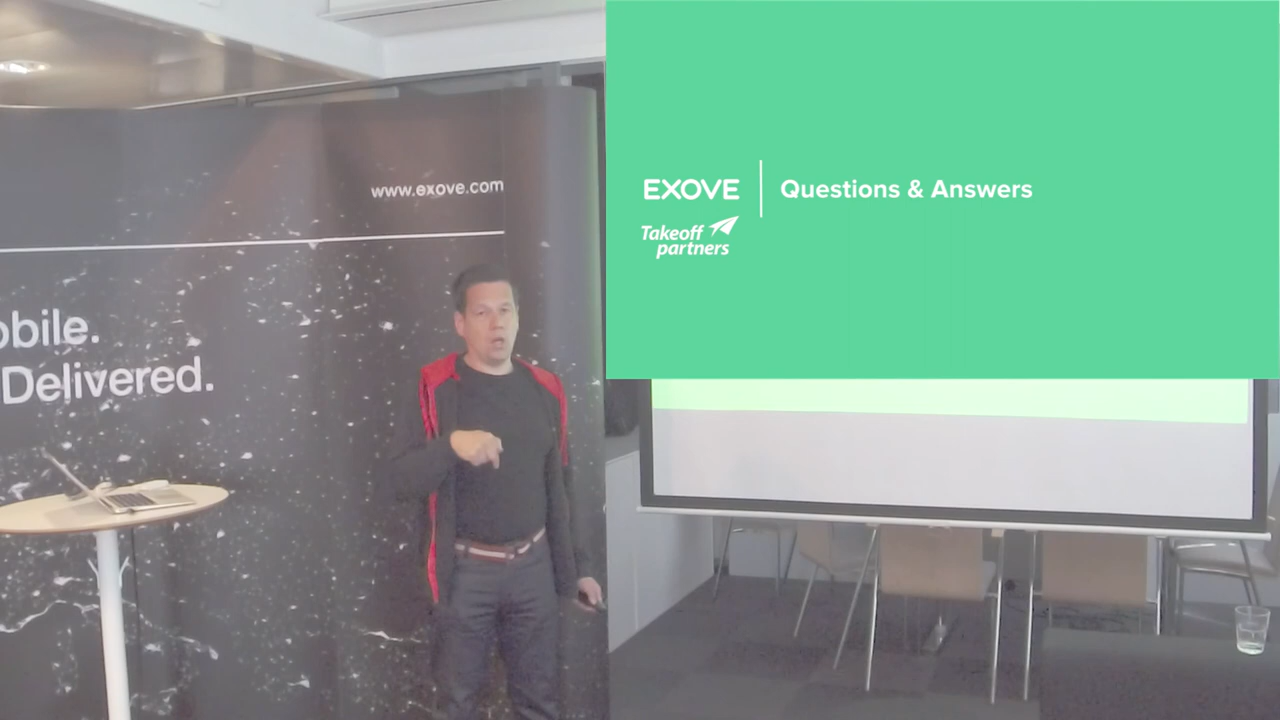 www.exove.com
obile.
Delivered.
EXOVE
Takeoff
partners
Questions & Answers